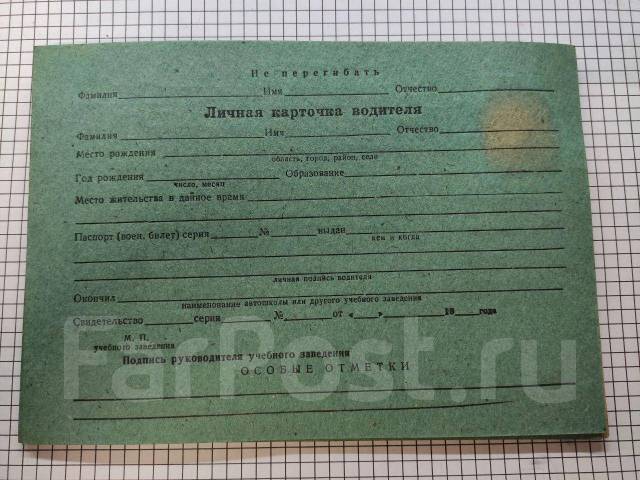 Не перегибать
Фамилия Имя Отчество
Личная карточка водителя
Фамилия Имя Отчество
Место рождения
область, город, район, село
Год рождения Образование
число, месяц
Место жительства в данное время
Паспорт (воен. билет) серия № выдан
кем и когда
личная подпись водителя
Окончил
наименование автошколы или другого учебного заведения
Свидетельство серия № от « » 19 года
М. П.
учебного заведения
Подпись руководителя учебного заведения
ОСОБЫЕ ОТМЕТКИ
FarPost.ru